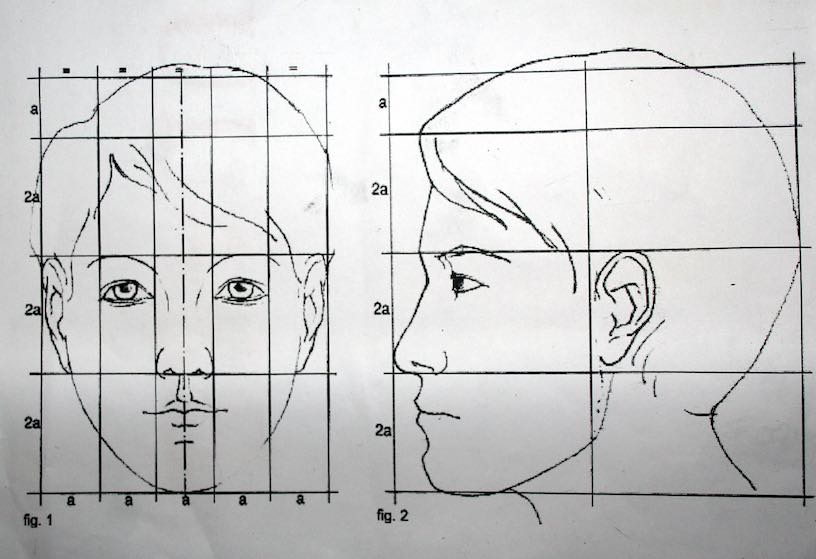 = = = – =
a
2a
2a
2a
a a a a a
fig. 1
a
2a
2a
2a
fig. 2